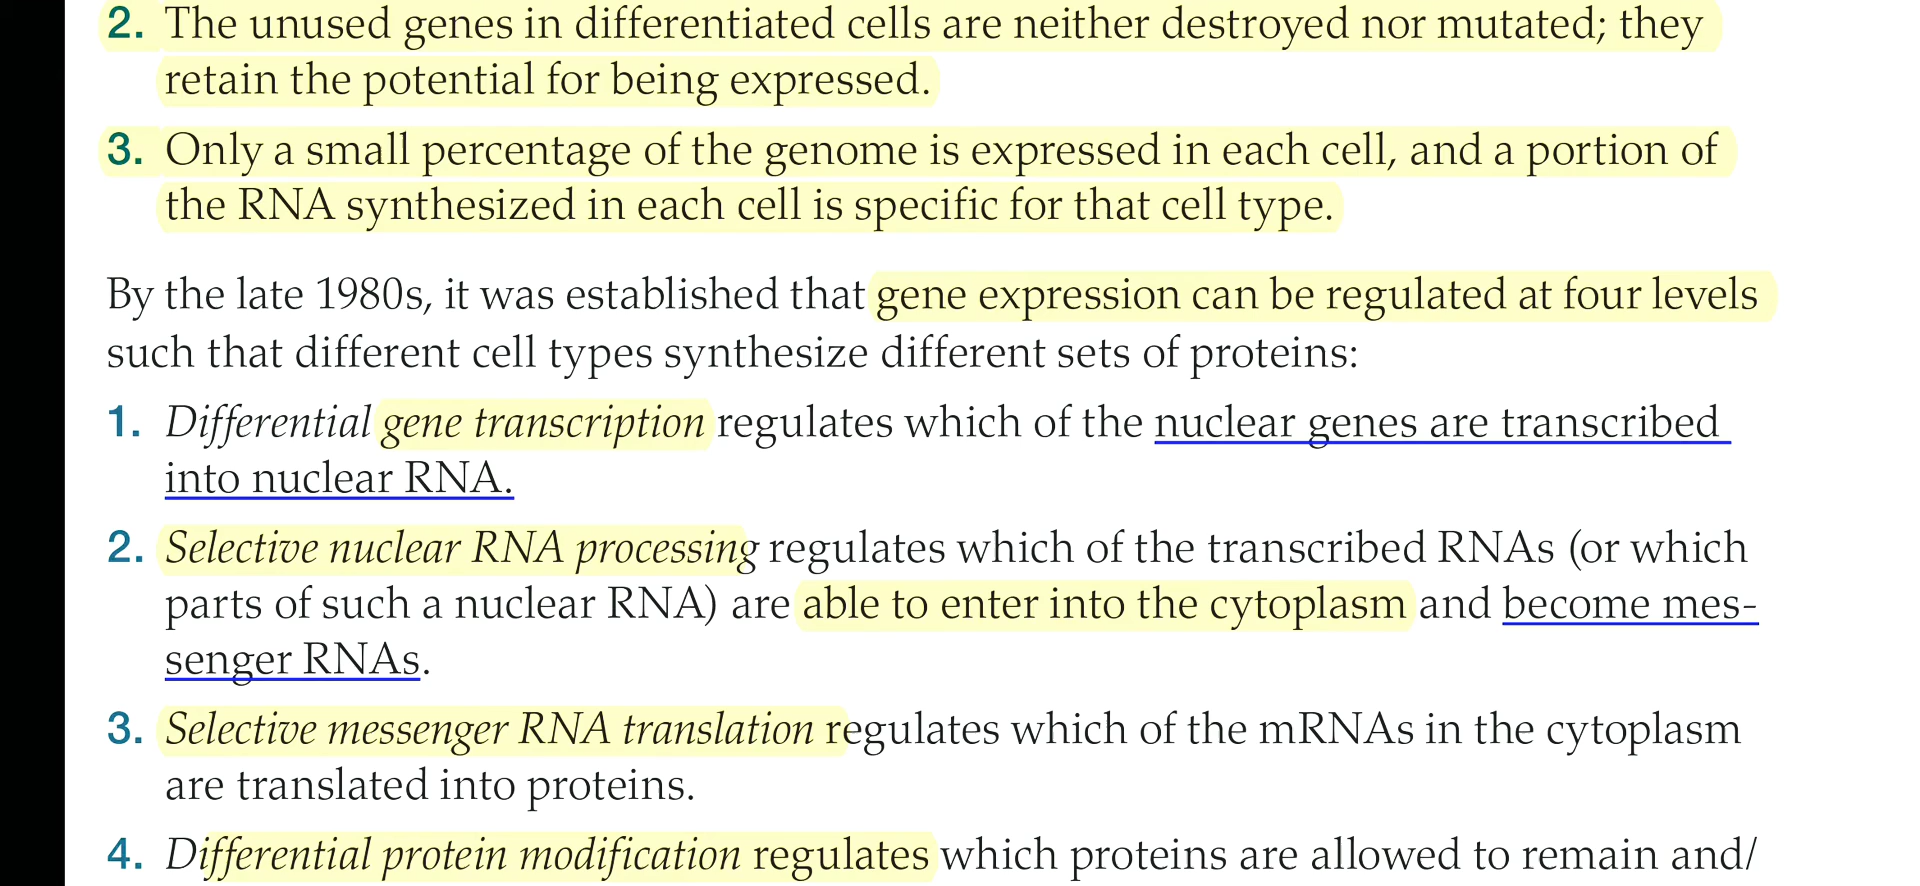 2. The unused genes in differentiated cells are neither destroyed nor mutated; they
retain the potential for being expressed.
3. Only a small percentage of the genome is expressed in each cell, and a portion of
the RNA synthesized in each cell is specific for that cell type.
By the late 1980s, it was established that gene expression can be regulated at four levels
such that different cell types synthesize different sets of proteins:
1. Differential gene transcription regulates which of the nuclear genes are transcribed
into nuclear RNA.
2. Selective nuclear RNA processing regulates which of the transcribed RNAs (or which
parts of such a nuclear RNA) are able to enter into the cytoplasm and become mes-
senger RNAs.
3. Selective messenger RNA translation regulates which of the mRNAs in the cytoplasm
are translated into proteins.
4. Differential protein modification regulates which proteins are allowed to remain and/